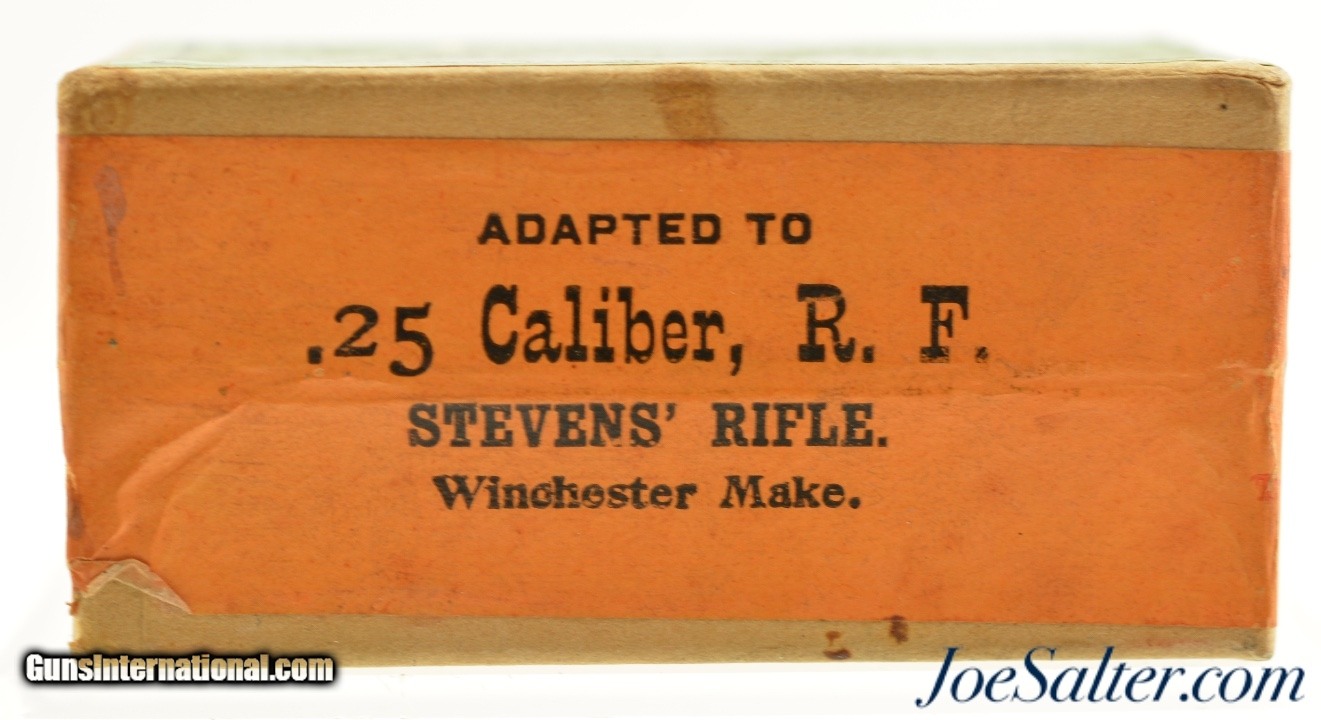 ADAPTED TO
.25 Caliber, R. F.
STEVENS' RIFLE.
Winchester Make.
GunsInternational.com
JoeSalter.com